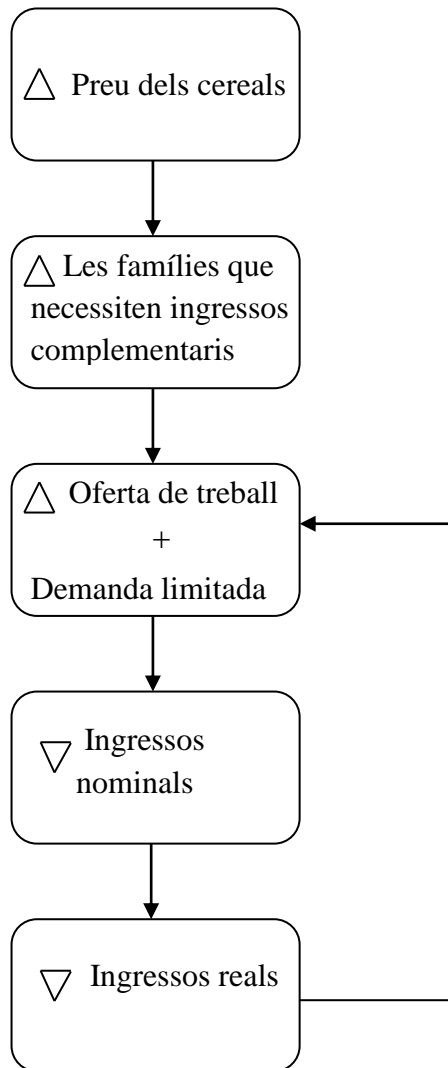 △ Preu dels cereals
△ Les famílies que
necessiten ingressos
complementaris
△ Oferta de treball
+
Demanda limitada
▽ Ingressos
nominals
▽ Ingressos reals